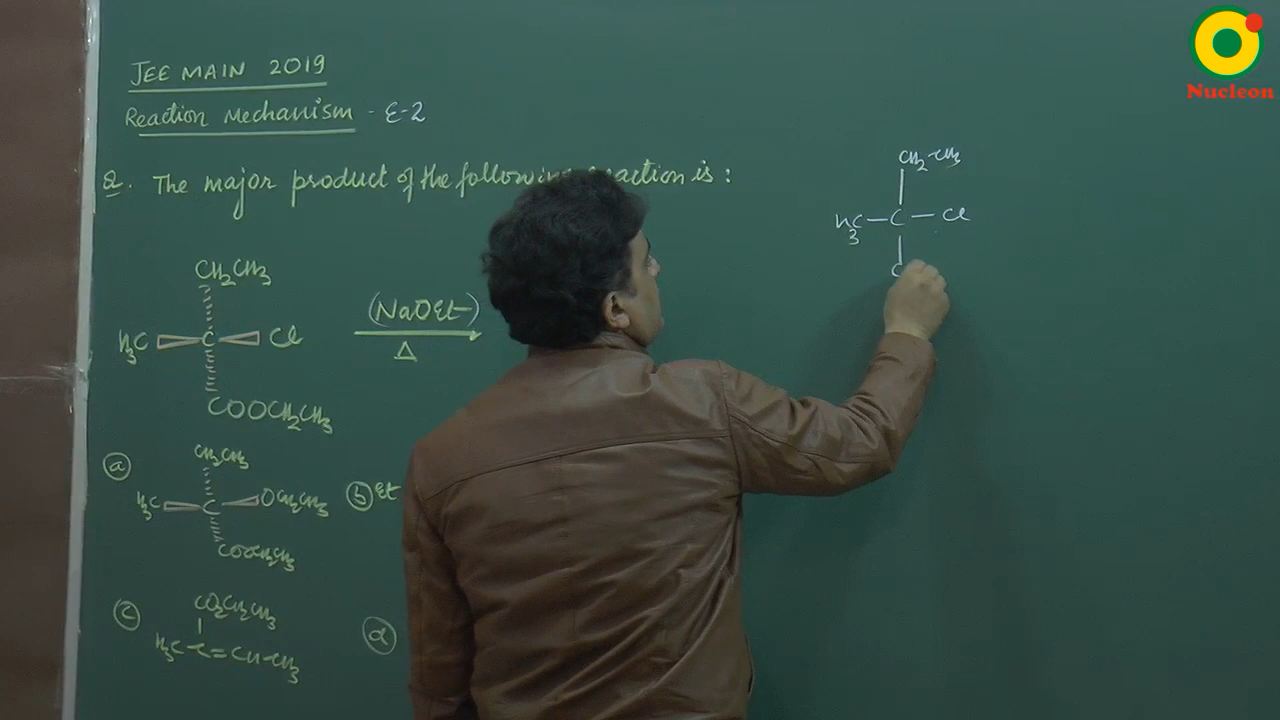 Nucleon
JEE MAIN 2019
Reaction Mechanism - E-2
Q. The major product of the following reaction is :
CH2CH3
H3C C Cl
COOCH2CH3
(NaOEt)
Δ
(a)
CH2CH3
H3C C OCH2CH3
COOCH2CH3
(b) Et
(c)
CO2CH2CH3
H3C-C=CH-CH3
(d)
CH2-CH3
H3C-C-Cl
C